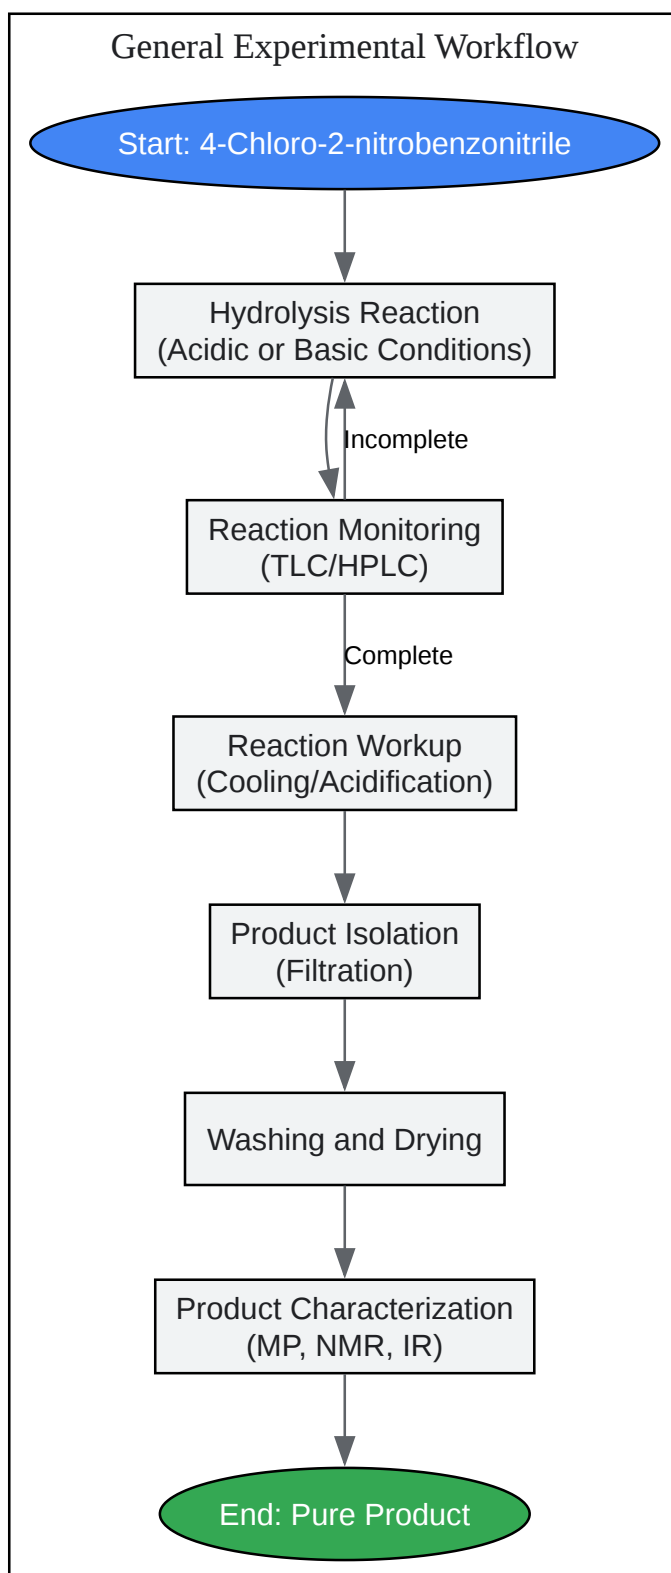 General Experimental Workflow
Start: 4-Chloro-2-nitrobenzonitrile
Hydrolysis Reaction
(Acidic or Basic Conditions)
Incomplete
Reaction Monitoring
(TLC/HPLC)
Complete
Reaction Workup
(Cooling/Acidification)
Product Isolation
(Filtration)
Washing and Drying
Product Characterization
(MP, NMR, IR)
End: Pure Product